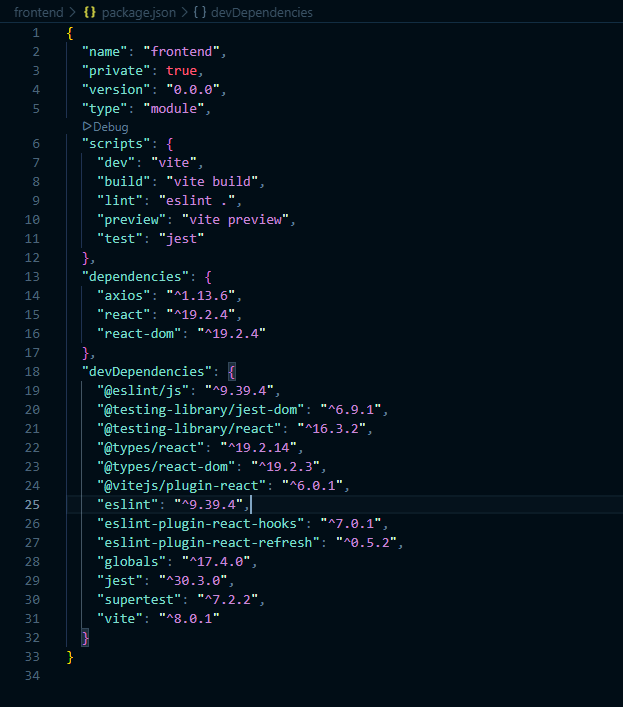 frontend > {} package.json > {} devDependencies
1 {
2 "name": "frontend",
3 "private": true,
4 "version": "0.0.0",
5 "type": "module",
Debug
6 "scripts": {
7 "dev": "vite",
8 "build": "vite build",
9 "lint": "eslint .",
10 "preview": "vite preview",
11 "test": "jest"
12 },
13 "dependencies": {
14 "axios": "^1.13.6",
15 "react": "^19.2.4",
16 "react-dom": "^19.2.4"
17 },
18 "devDependencies": {
19 "@eslint/js": "^9.39.4",
20 "@testing-library/jest-dom": "^6.9.1",
21 "@testing-library/react": "^16.3.2",
22 "@types/react": "^19.2.14",
23 "@types/react-dom": "^19.2.3",
24 "@vitejs/plugin-react": "^6.0.1",
25 "eslint": "^9.39.4",
26 "eslint-plugin-react-hooks": "^7.0.1",
27 "eslint-plugin-react-refresh": "^0.5.2",
28 "globals": "^17.4.0",
29 "jest": "^30.3.0",
30 "supertest": "^7.2.2",
31 "vite": "^8.0.1"
32 }
33 }
34